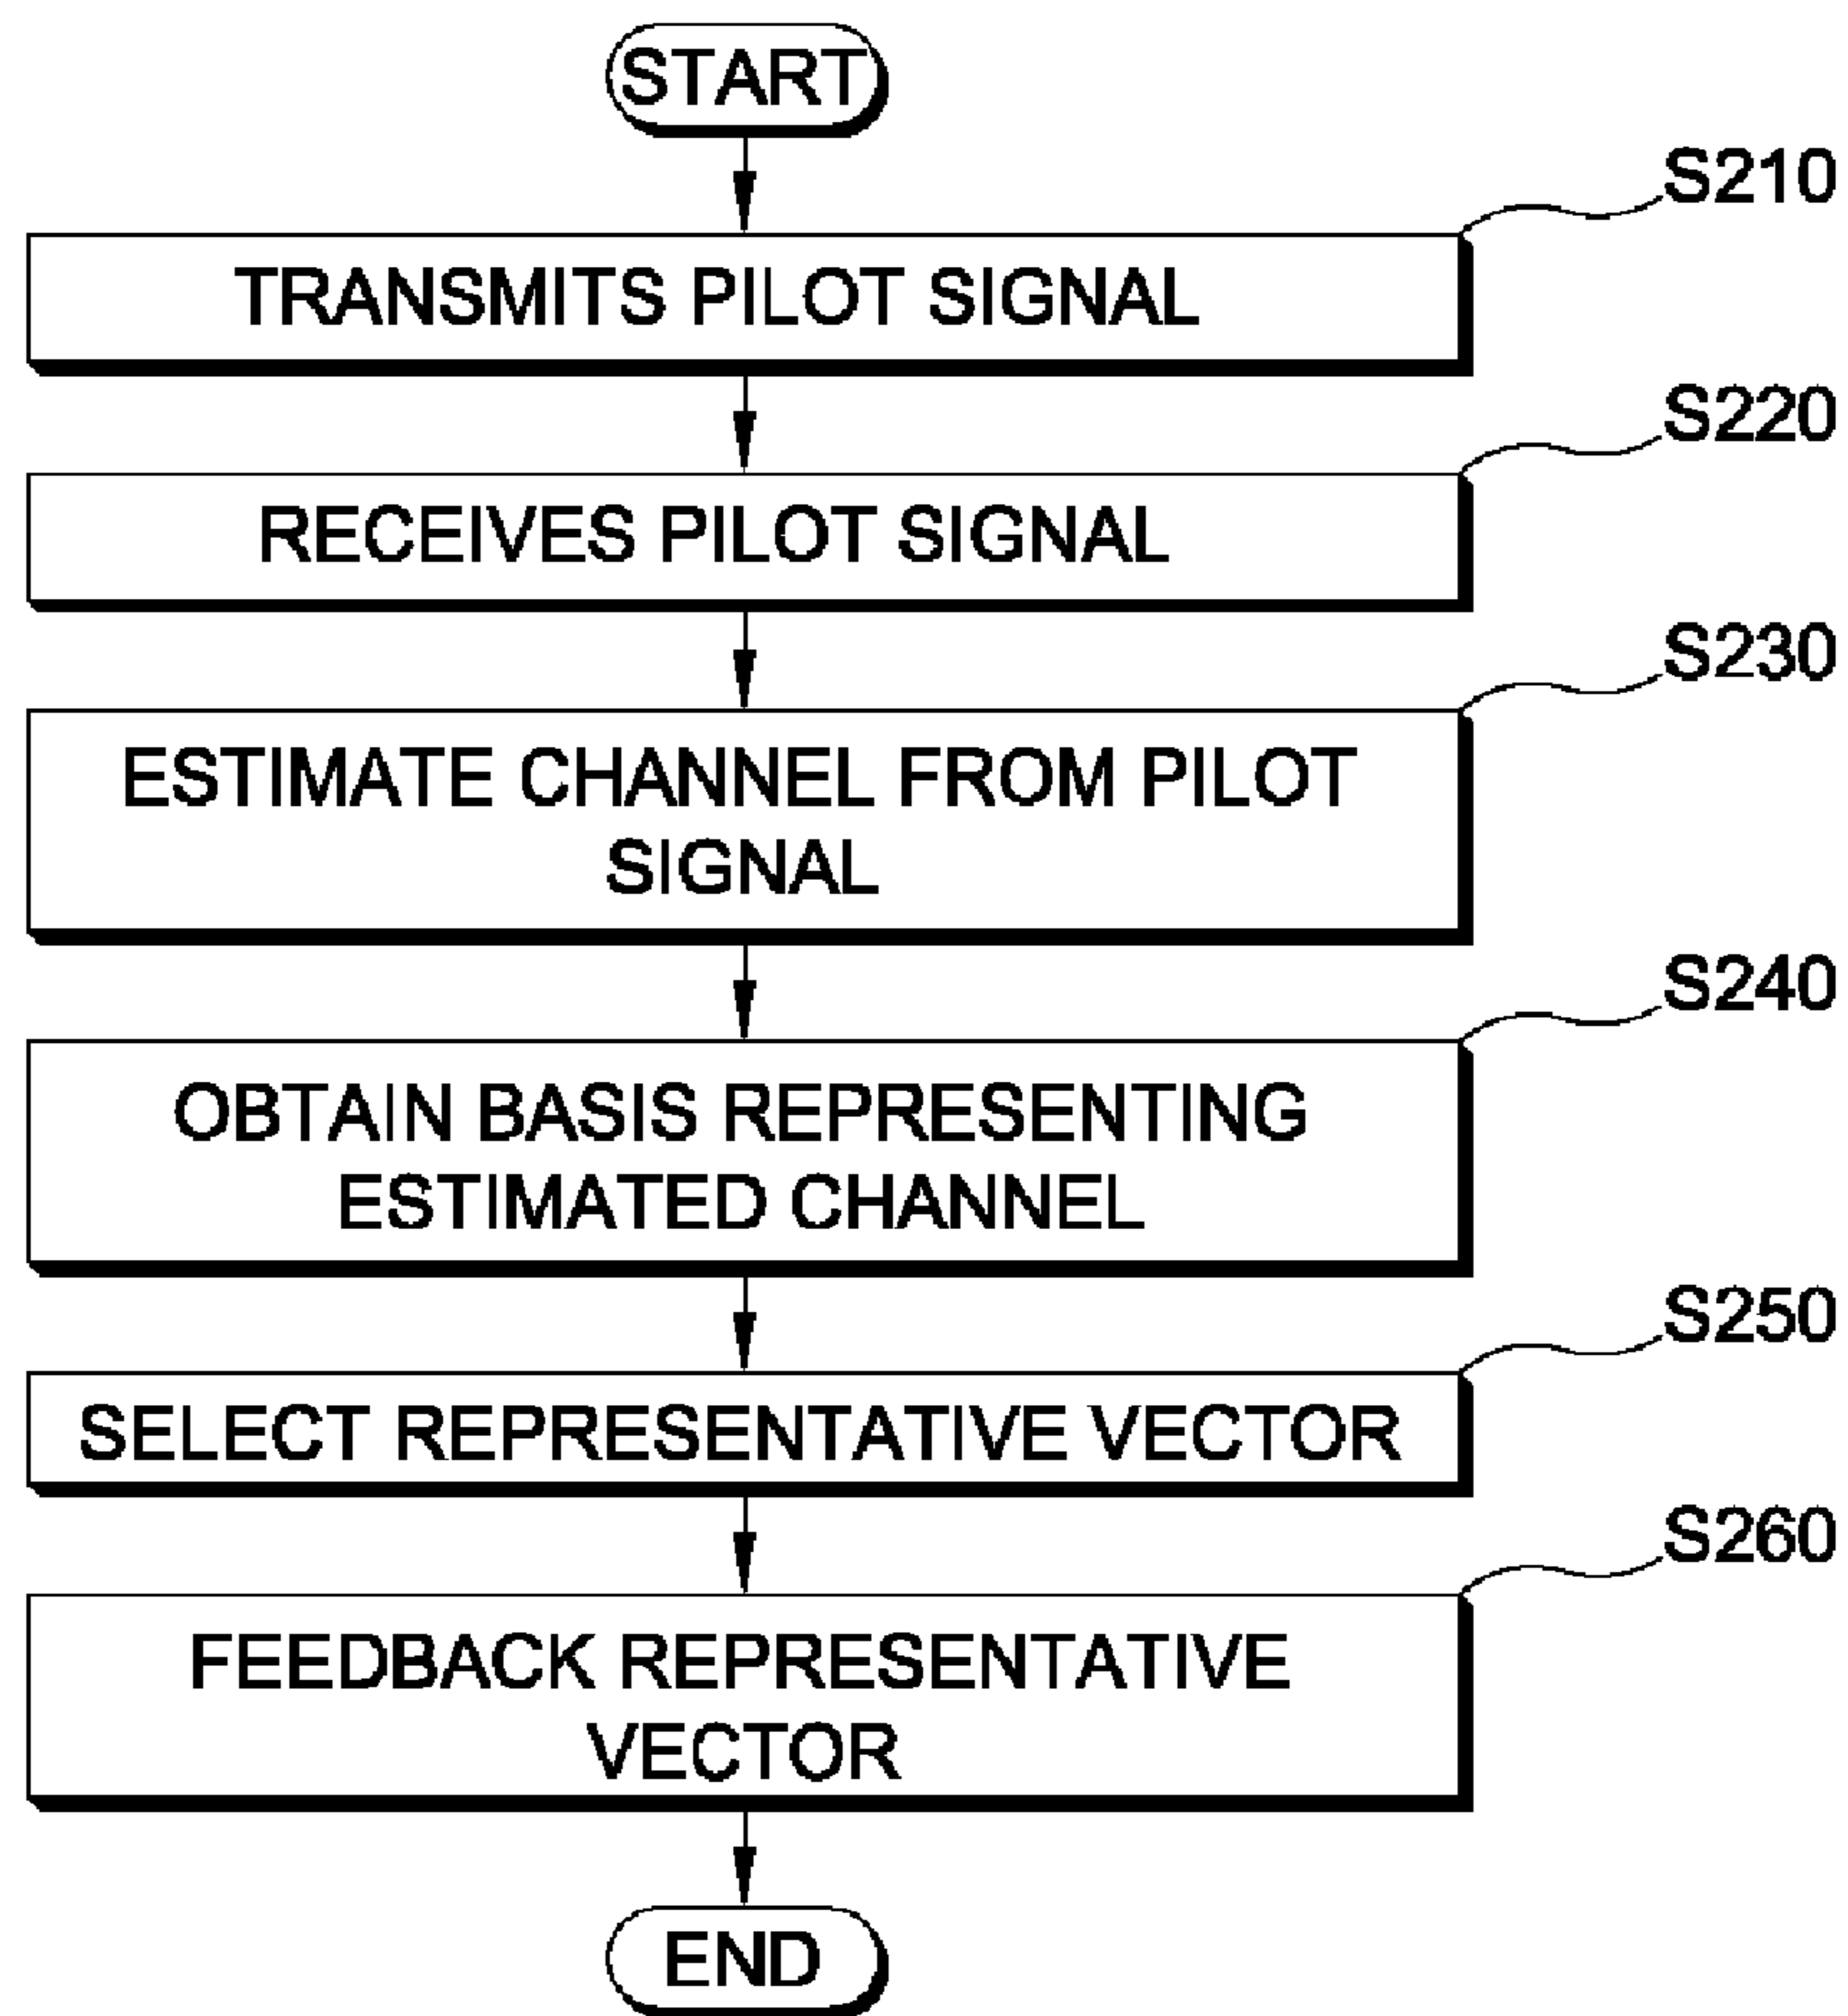 START
S210
TRANSMITS PILOT SIGNAL
S220
RECEIVES PILOT SIGNAL
S230
ESTIMATE CHANNEL FROM PILOT
SIGNAL
S240
OBTAIN BASIS REPRESENTING
ESTIMATED CHANNEL
S250
SELECT REPRESENTATIVE VECTOR
S260
FEEDBACK REPRESENTATIVE
VECTOR
END